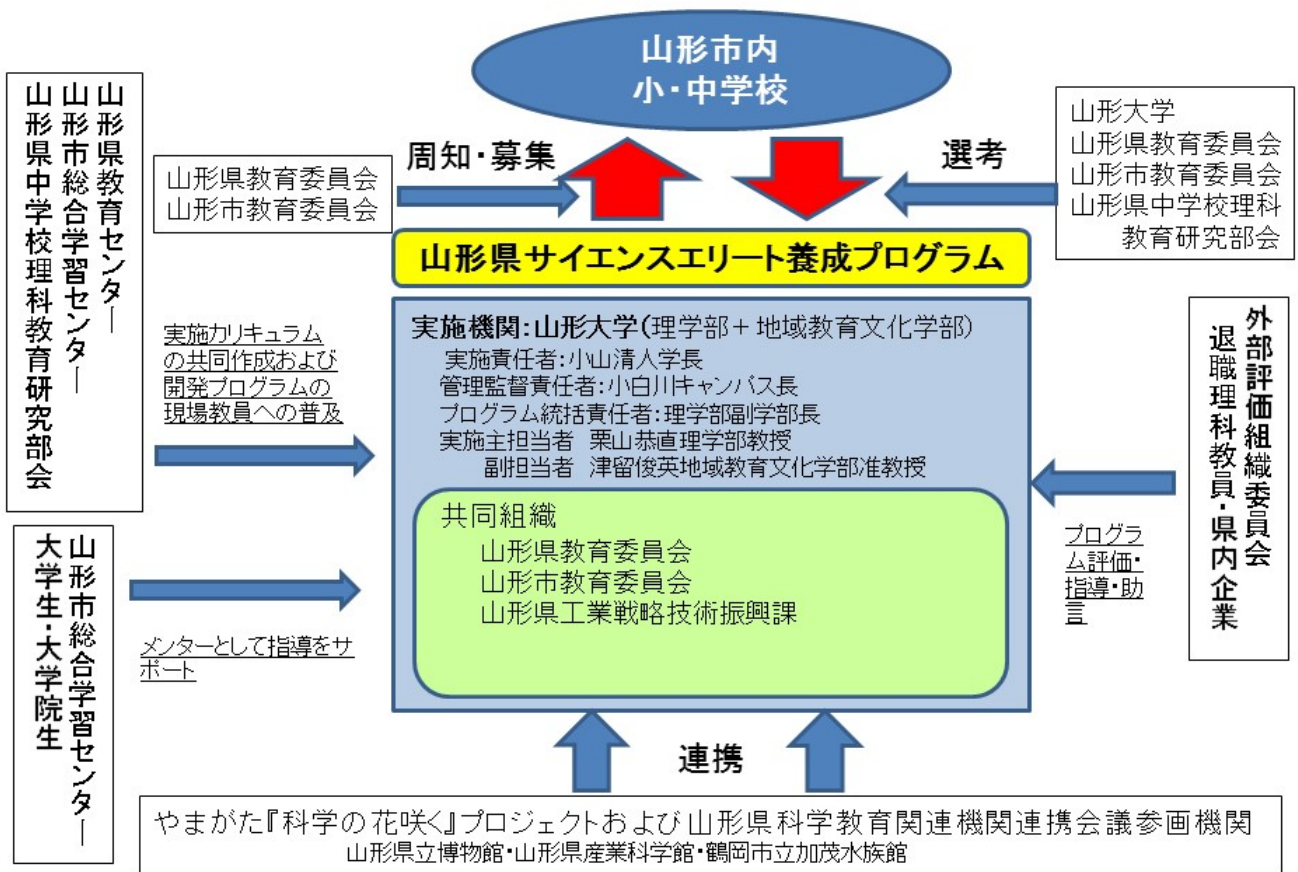 山形市内
小・中学校
山形県教育センター
山形市総合学習センター
山形県中学校理科教育研究部会
山形県教育委員会
山形市教育委員会
周知・募集
選考
山形大学
山形県教育委員会
山形市教育委員会
山形県中学校理科
教育研究部会
山形県サイエンスエリート養成プログラム
実施カリキュラム
の共同作成および
開発プログラムの
現場教員への普及
実施機関:山形大学(理学部+地域教育文化学部)
実施責任者:小山清人学長
管理監督責任者:小白川キャンパス長
プログラム統括責任者:理学部副学部長
実施主担当者 栗山恭直理学部教授
副担当者 津留俊英地域教育文化学部准教授
共同組織
山形県教育委員会
山形市教育委員会
山形県工業戦略技術振興課
外部評価組織委員会
退職理科教員・県内企業
プログラ
ム評価・
指導・助
言
山形市総合学習センター
大学生・大学院生
メンターとして指導をサ
ポート
連携
やまがた『科学の花咲く』プロジェクトおよび山形県科学教育関連機関連携会議参画機関
山形県立博物館・山形県産業科学館・鶴岡市立加茂水族館